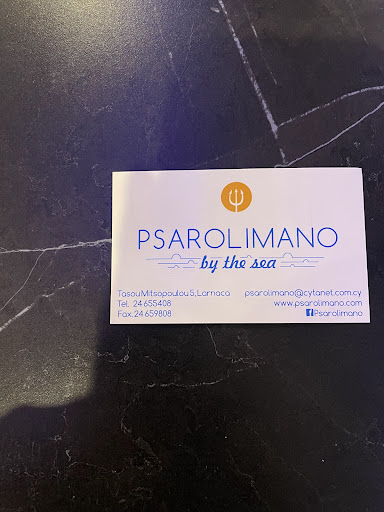 PSAROLIMANO
by the sea
Tasou Mitsopoulou 5, Larnaca
Tel. 24 655408
Fax. 24 659808
psarolimano@cytanet.com.cy
www.psarolimano.com
Psarolimano